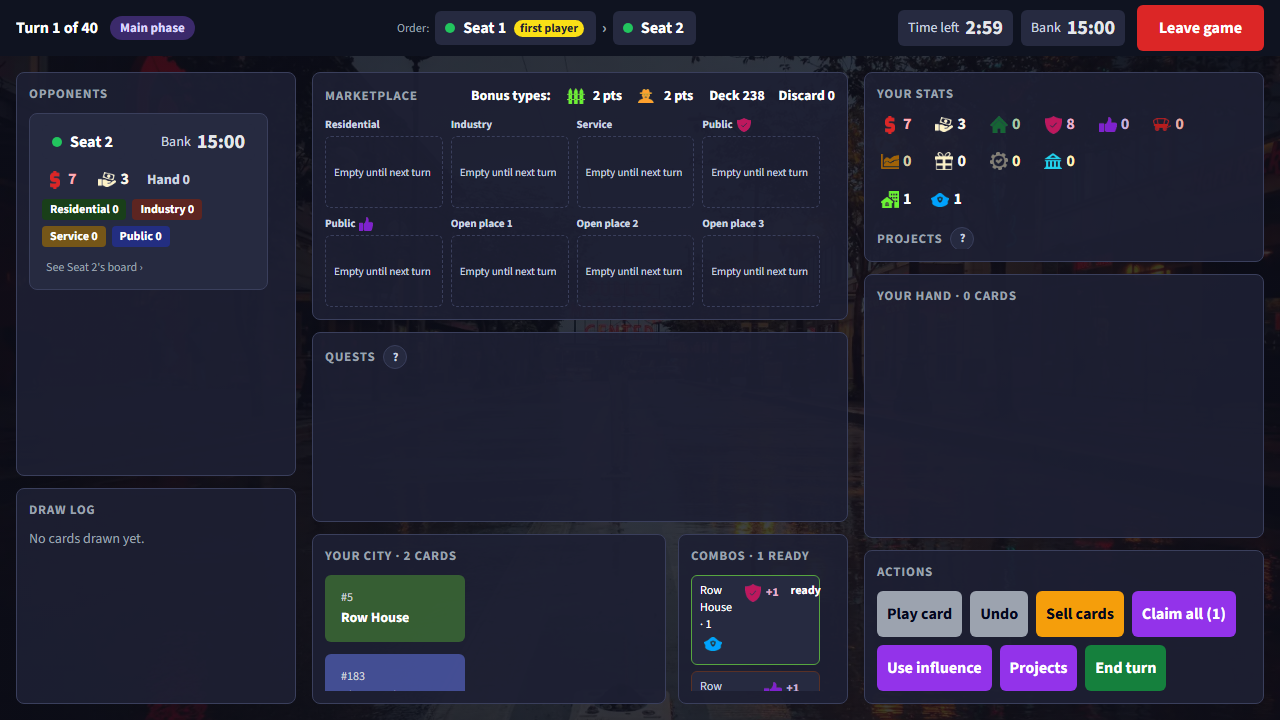 Turn 1 of 40
Main phase
Order:
Seat 1
first player
›
Seat 2
Time left 2:59
Bank 15:00
Leave game
OPPONENTS
Seat 2
Bank 15:00
7
3
Hand 0
Residential 0
Industry 0
Service 0
Public 0
See Seat 2's board ›
DRAW LOG
No cards drawn yet.
MARKETPLACE
Bonus types:
2 pts
2 pts
Deck 238
Discard 0
Residential
Industry
Service
Public
Empty until next turn
Empty until next turn
Empty until next turn
Empty until next turn
Public
Open place 1
Open place 2
Open place 3
Empty until next turn
Empty until next turn
Empty until next turn
Empty until next turn
QUESTS
?
YOUR CITY · 2 CARDS
#5
Row House
#183
COMBOS · 1 READY
Row House · 1
+1
ready
Row
+1
YOUR STATS
7
3
0
8
0
0
0
0
0
0
1
1
PROJECTS
?
YOUR HAND · 0 CARDS
ACTIONS
Play card
Undo
Sell cards
Claim all (1)
Use influence
Projects
End turn